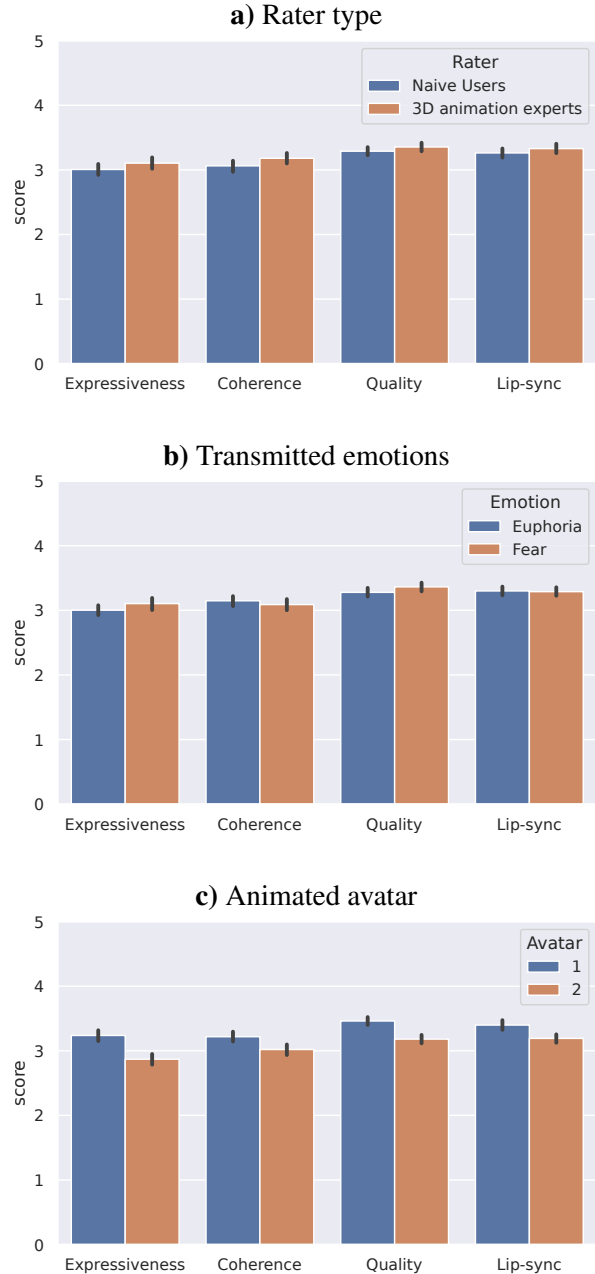 a) Rater type
5
4
3
2
1
0
score
Rater
Naive Users
3D animation experts
Expressiveness Coherence Quality Lip-sync
b) Transmitted emotions
5
4
3
2
1
0
score
Emotion
Euphoria
Fear
Expressiveness Coherence Quality Lip-sync
c) Animated avatar
5
4
3
2
1
0
score
Avatar
1
2
Expressiveness Coherence Quality Lip-sync